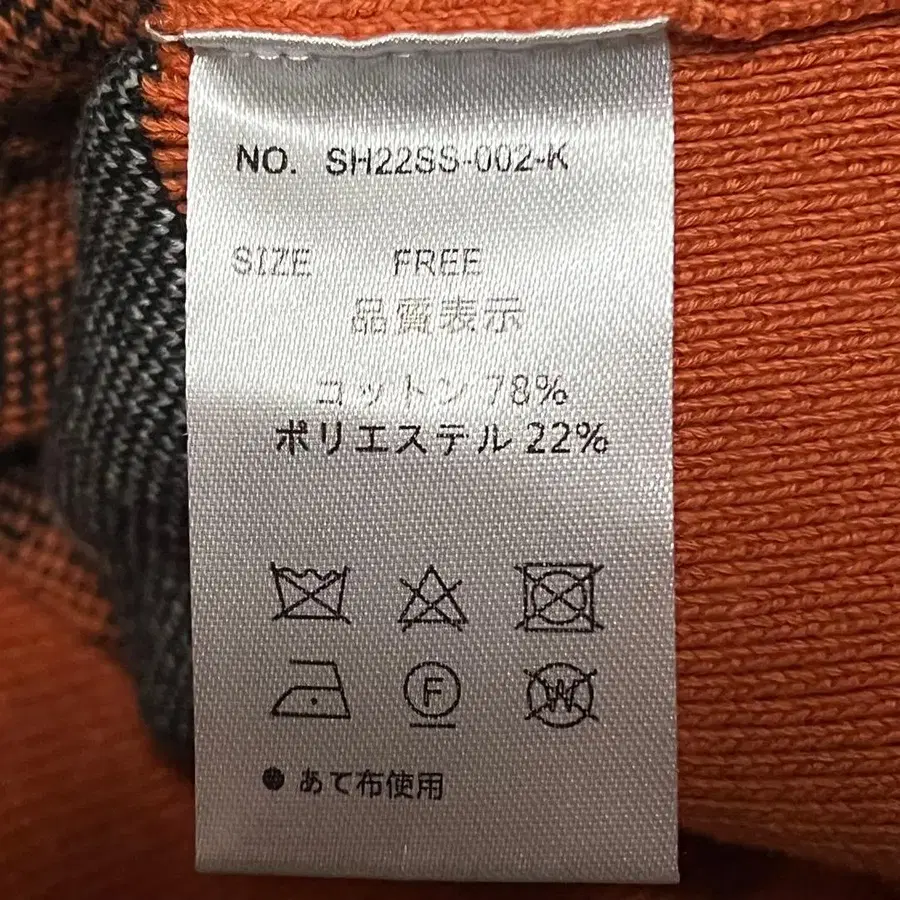 NO. SH22SS-002-K
SIZE FREE
品質表示
コットン 78%
ポリエステル 22%
F W
● あて布使用